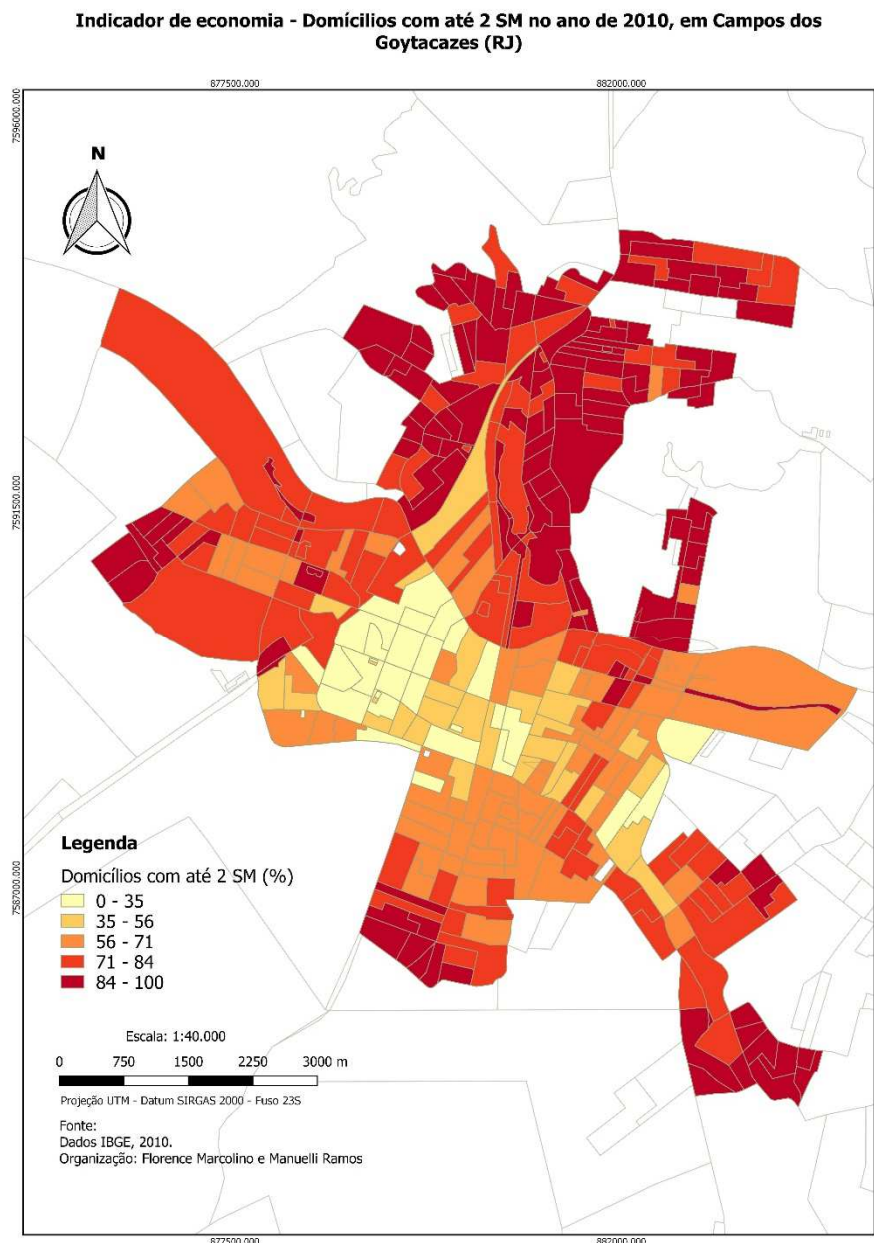 Indicador de economia - Domícilios com até 2 SM no ano de 2010, em Campos dos
Goytacazes (RJ)
877500.000
882000.000
7596000.000
N
7591500.000
7587000.000
Legenda
Domicílios com até 2 SM (%)
0 - 35
35 - 56
56 - 71
71 - 84
84 - 100
Escala: 1:40.000
0 750 1500 2250 3000 m
Projeção UTM - Datum SIRGAS 2000 - Fuso 23S
Fonte:
Dados IBGE, 2010.
Organização: Florence Marcolino e Manuelli Ramos
877500.000
882000.000